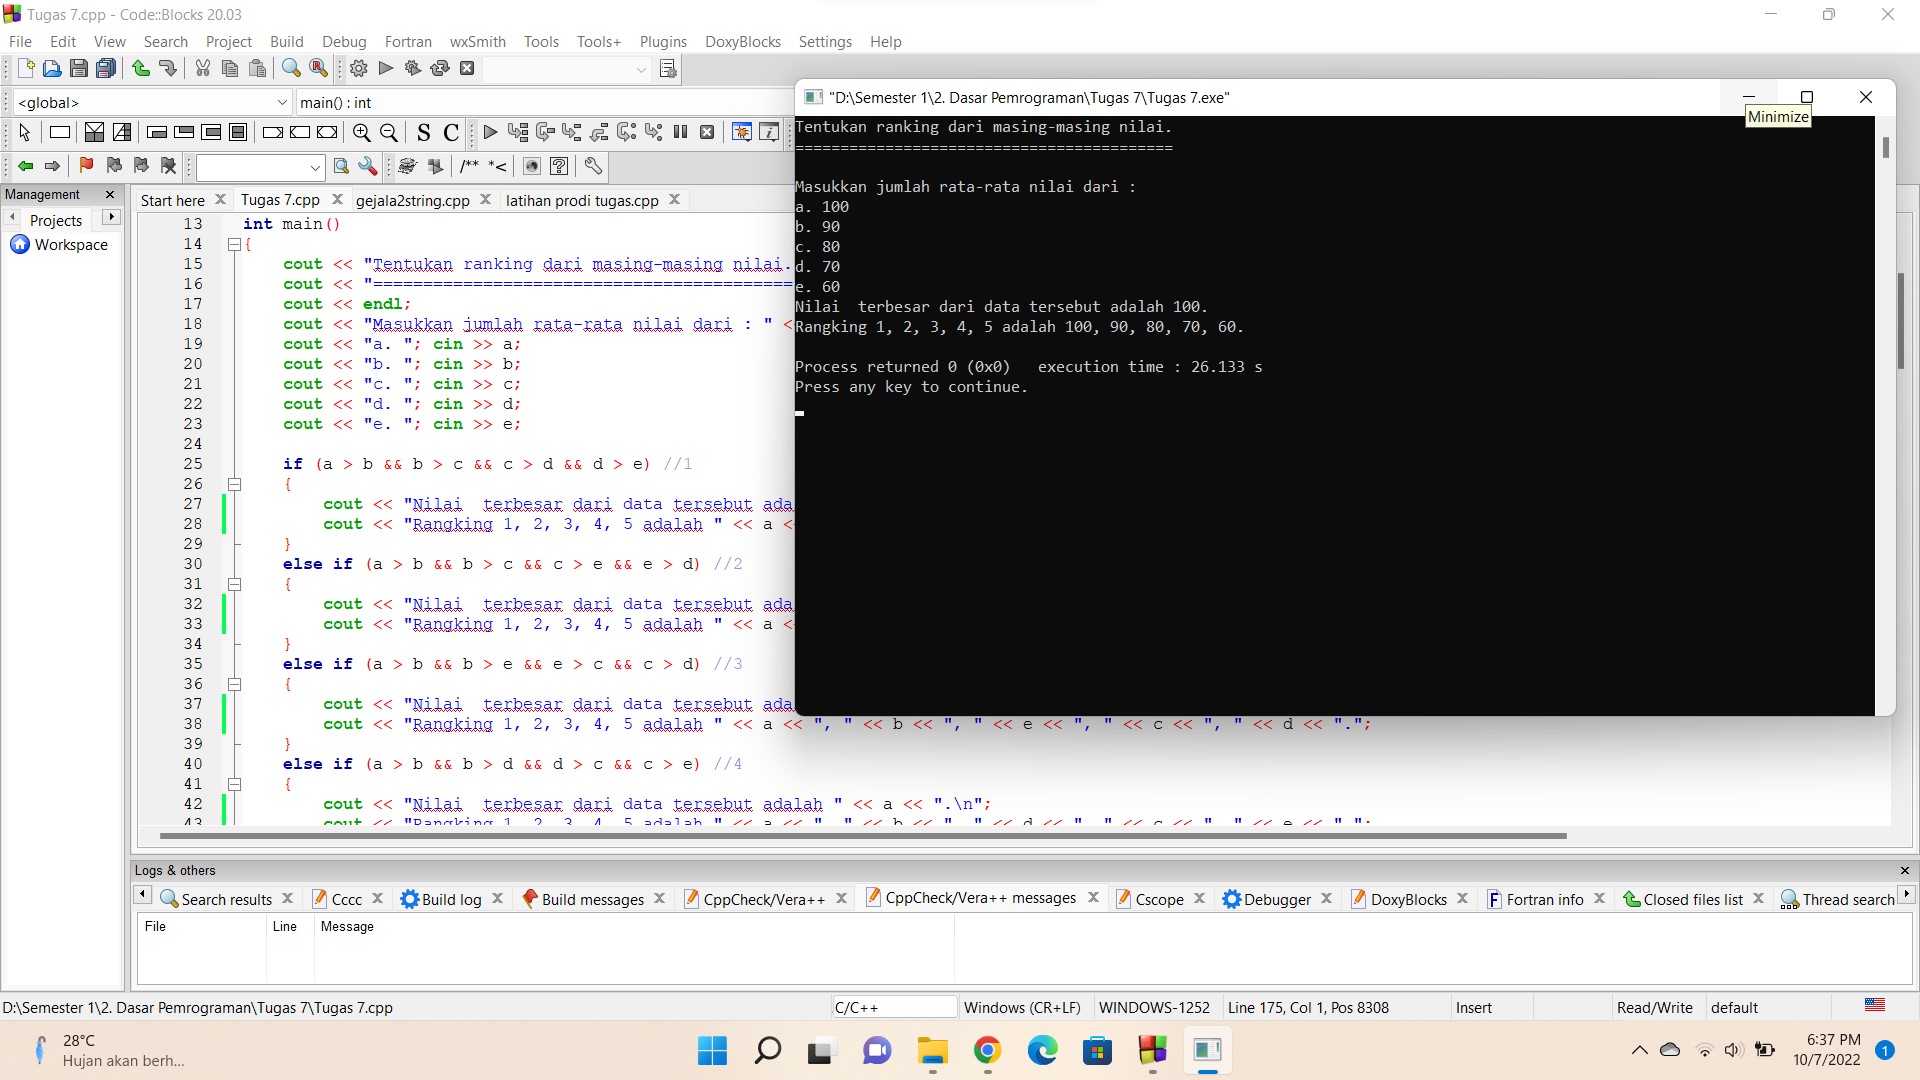 Tugas 7.cpp - Code::Blocks 20.03
File Edit View Search Project Build Debug Fortran wxSmith Tools Tools+ Plugins DoxyBlocks Settings Help
<global> main() : int
S C
/** *<
Management
Projects
Workspace
Start here Tugas 7.cpp gejala2string.cpp latihan prodi tugas.cpp
13 int main()
14 {
15 cout << "Tentukan ranking dari masing-masing nilai.
16 cout << "==========================================
17 cout << endl;
18 cout << "Masukkan jumlah rata-rata nilai dari : " <
19 cout << "a. "; cin >> a;
20 cout << "b. "; cin >> b;
21 cout << "c. "; cin >> c;
22 cout << "d. "; cin >> d;
23 cout << "e. "; cin >> e;
24
25 if (a > b && b > c && c > d && d > e) //1
26 {
27 cout << "Nilai  terbesar dari data tersebut ada
28 cout << "Rangking 1, 2, 3, 4, 5 adalah " << a <
29 }
30 else if (a > b && b > c && c > e && e > d) //2
31 {
32 cout << "Nilai  terbesar dari data tersebut ada
33 cout << "Rangking 1, 2, 3, 4, 5 adalah " << a <
34 }
35 else if (a > b && b > e && e > c && c > d) //3
36 {
37 cout << "Nilai  terbesar dari data tersebut ada
38 cout << "Rangking 1, 2, 3, 4, 5 adalah " << a << ", " << b << ", " << e << ", " << c << ", " << d << ".";
39 }
40 else if (a > b && b > d && d > c && c > e) //4
41 {
42 cout << "Nilai  terbesar dari data tersebut adalah " << a << ".\n";
43 cout << "Rangking 1, 2, 3, 4, 5 adalah " << a << ", " << b << ", " << d << ", " << c << ", " << e << ".";
"D:\Semester 1\2. Dasar Pemrograman\Tugas 7\Tugas 7.exe"
Minimize
Tentukan ranking dari masing-masing nilai.
==========================================
Masukkan jumlah rata-rata nilai dari :
a. 100
b. 90
c. 80
d. 70
e. 60
Nilai  terbesar dari data tersebut adalah 100.
Rangking 1, 2, 3, 4, 5 adalah 100, 90, 80, 70, 60.
Process returned 0 (0x0)   execution time : 26.133 s
Press any key to continue.
Logs & others
Search results Cccc Build log Build messages CppCheck/Vera++ CppCheck/Vera++ messages Cscope Debugger DoxyBlocks Fortran info Closed files list Thread search
File Line Message
D:\Semester 1\2. Dasar Pemrograman\Tugas 7\Tugas 7.cpp C/C++ Windows (CR+LF) WINDOWS-1252 Line 175, Col 1, Pos 8308 Insert Read/Write default
28°C
Hujan akan berh...
6:37 PM
10/7/2022
1